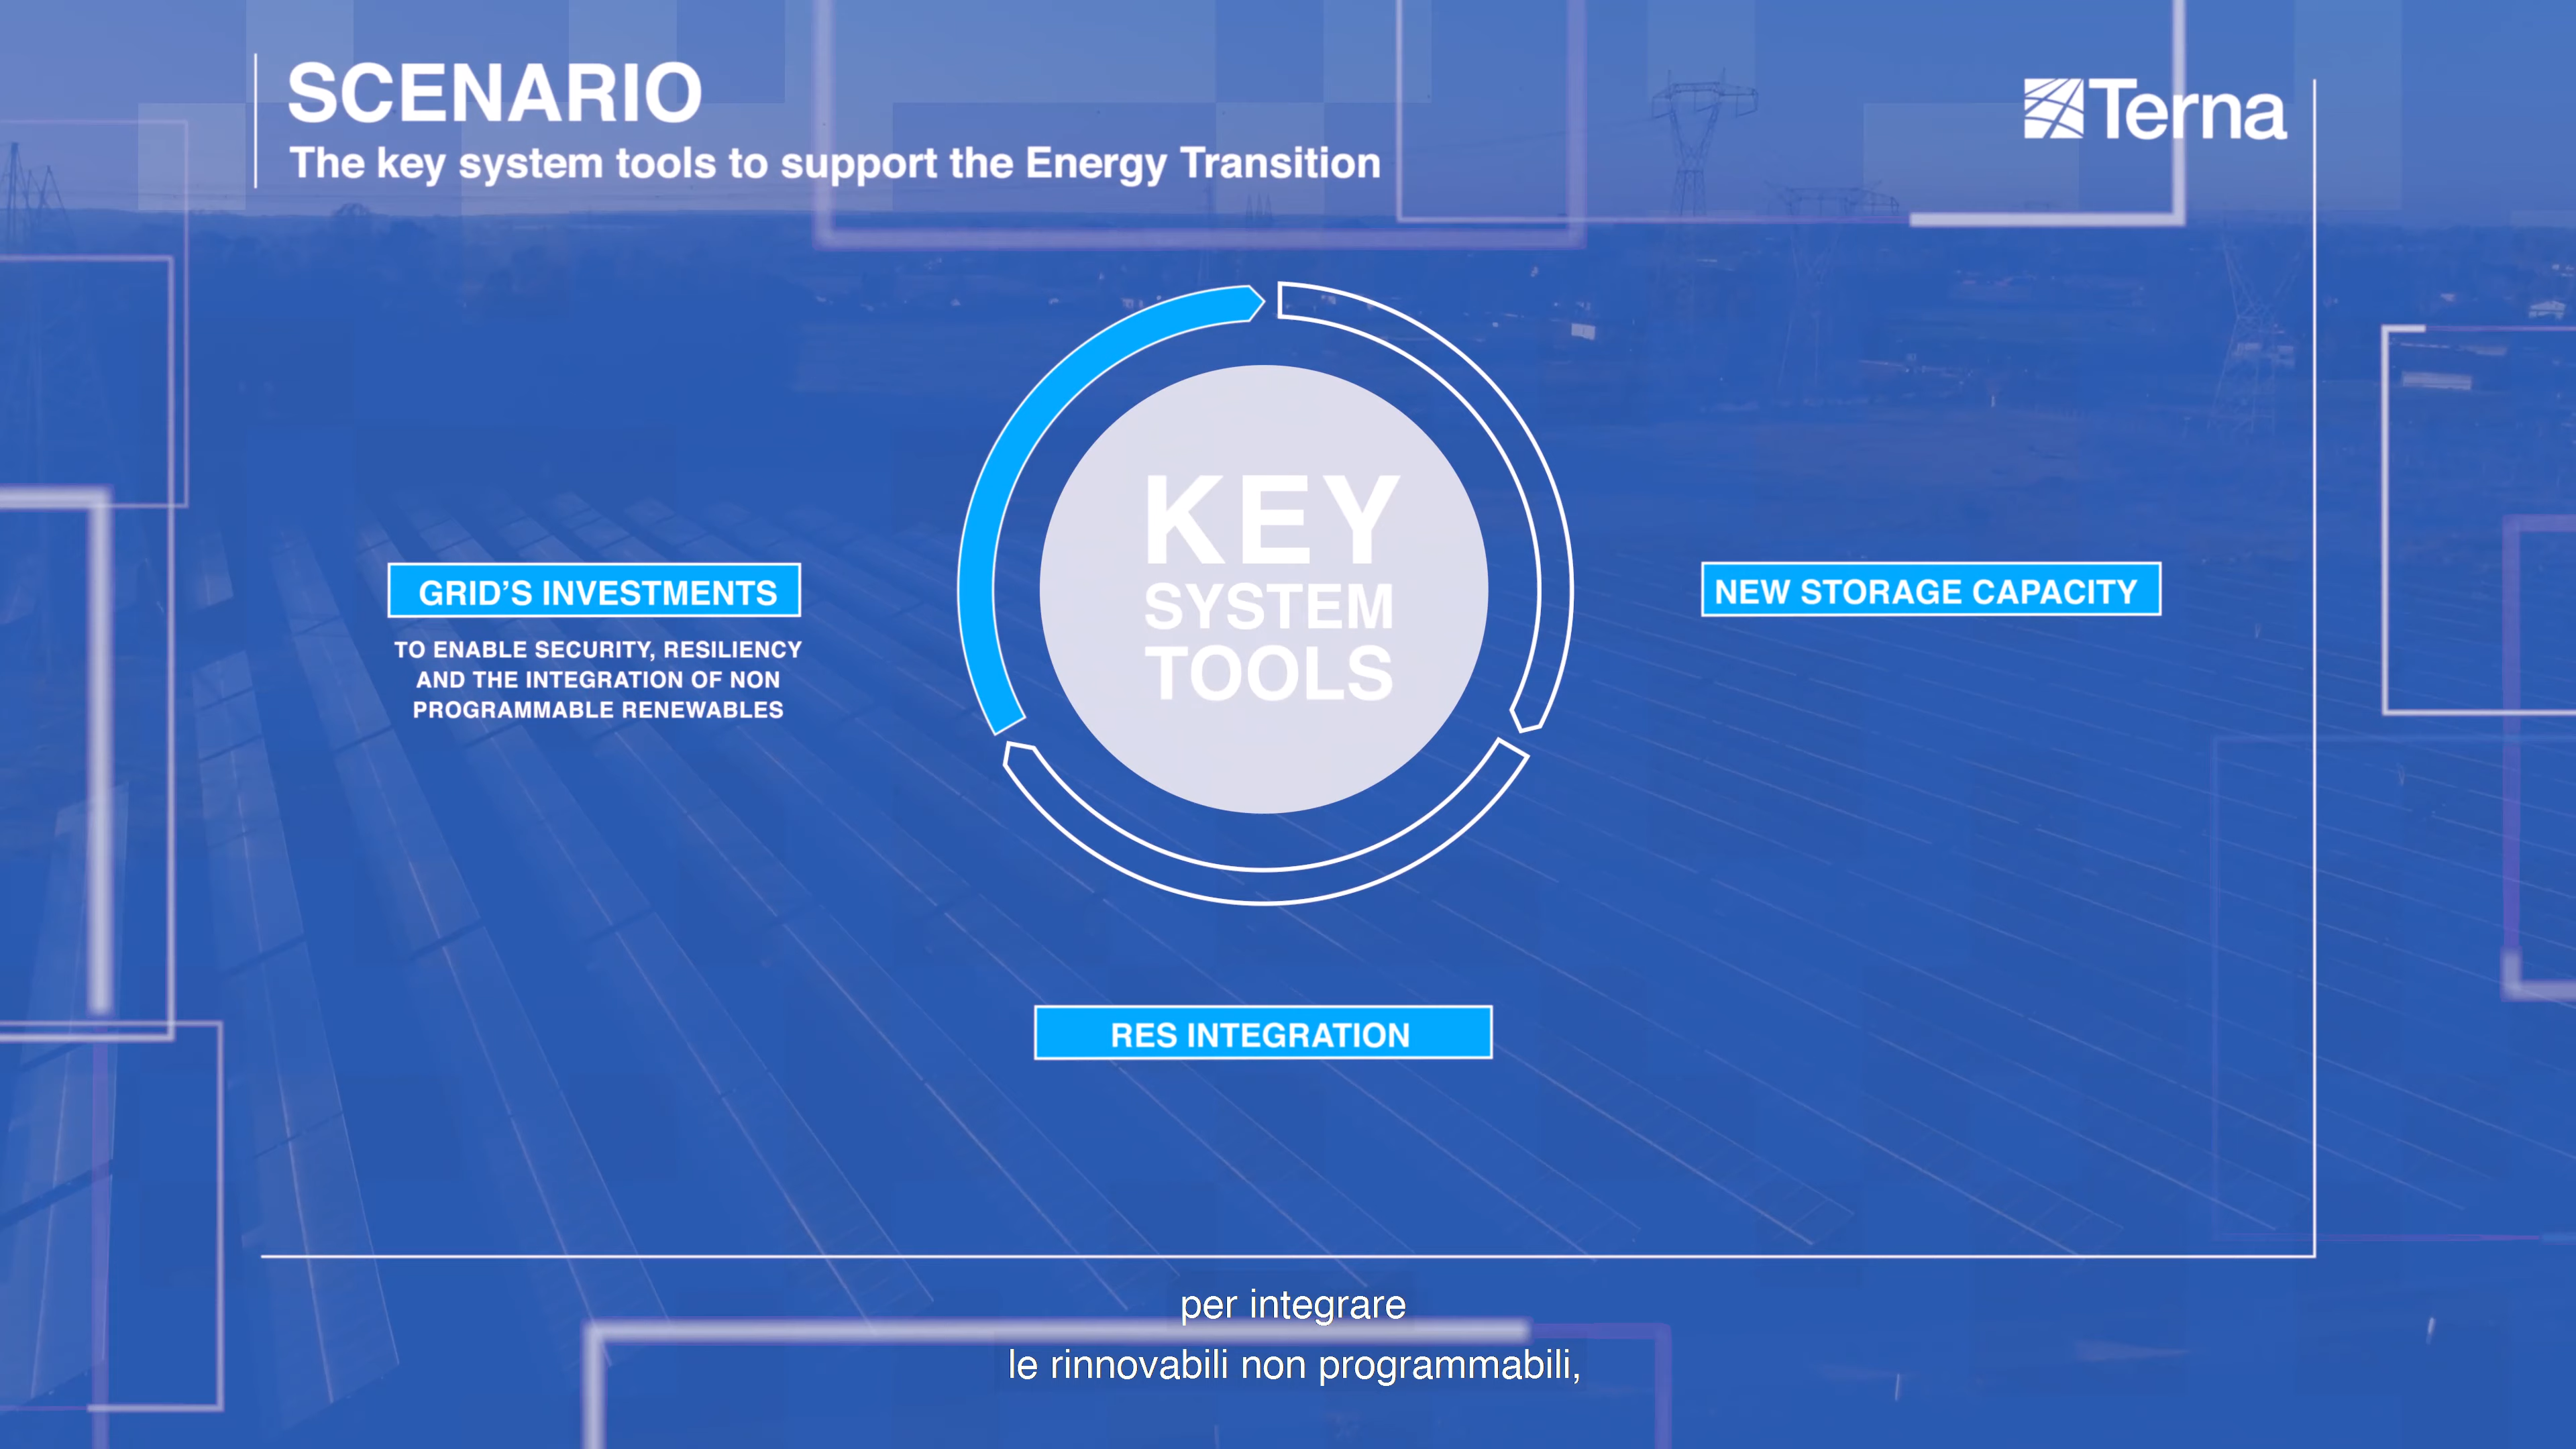 SCENARIO
The key system tools to support the Energy Transition
Terna
KEY
SYSTEM
TOOLS
GRID’S INVESTMENTS
TO ENABLE SECURITY, RESILIENCY
AND THE INTEGRATION OF NON
PROGRAMMABLE RENEWABLES
NEW STORAGE CAPACITY
RES INTEGRATION
per integrare
le rinnovabili non programmabili,